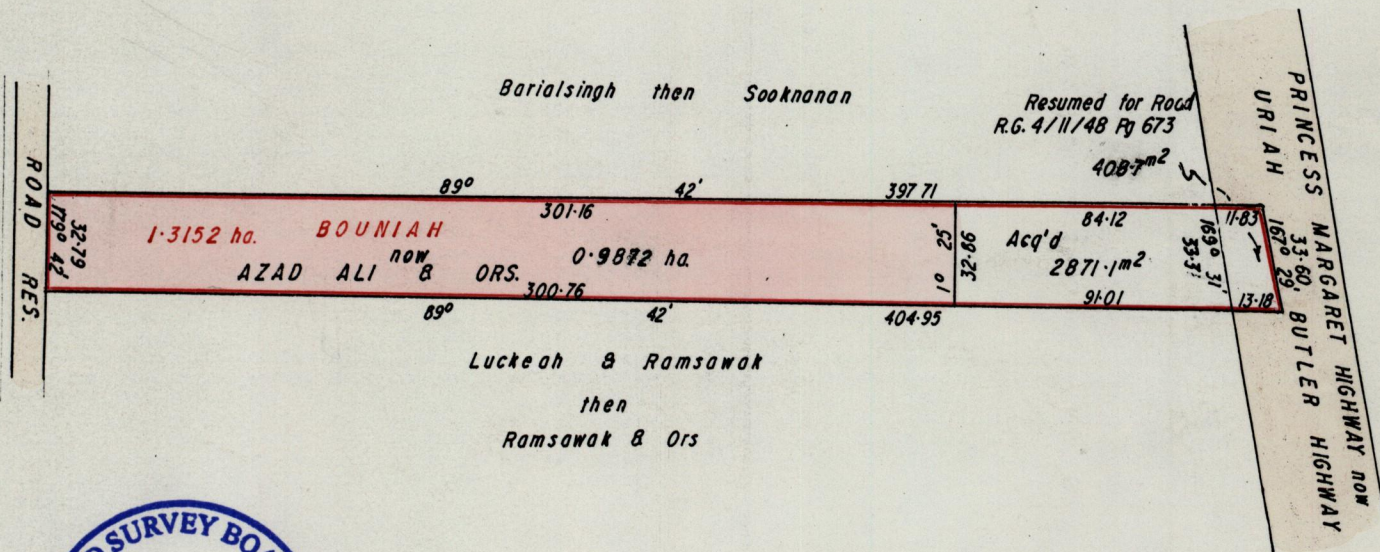 Barialsingh then Sooknanan
Resumed for Road
R.G. 4/11/48 Pg 673
408·7m²
89° 42' 397 71
301·16
84·12
11·83
ROAD RES.
179° 42'
32·79
1·3152 ha.
BOUNIAH
now
AZAD ALI & ORS.
0·9872 ha.
1° 25'
32·86
Acq'd
2871·1m²
169° 31'
167° 29'
33·60
300·76
91·01
13·18
89° 42' 404·95
Luckeah & Ramsawak
then
Ramsawak & Ors
PRINCESS MARGARET HIGHWAY now
URIAH BUTLER HIGHWAY
SURVEY